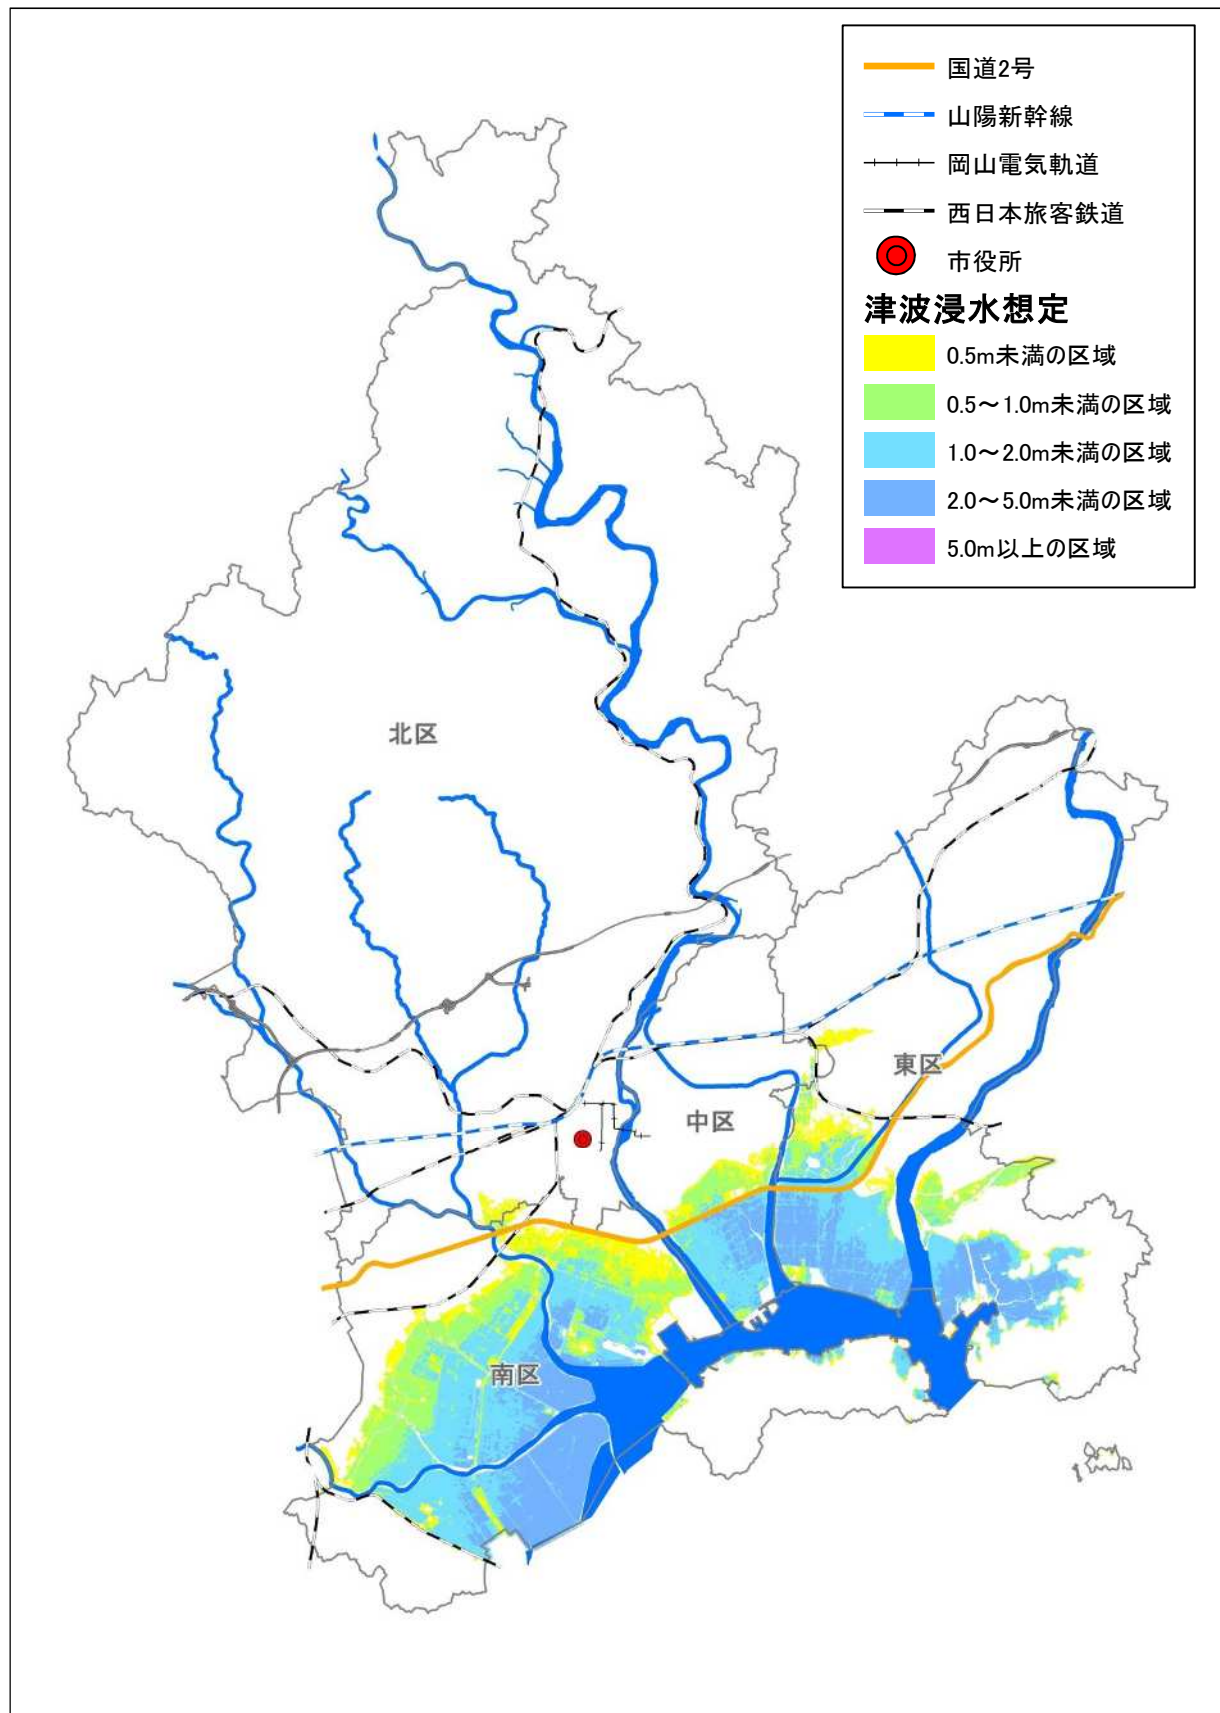 国道2号
山陽新幹線
岡山電気軌道
西日本旅客鉄道
市役所
津波浸水想定
0.5m未満の区域
0.5～1.0m未満の区域
1.0～2.0m未満の区域
2.0～5.0m未満の区域
5.0m以上の区域
北区
東区
中区
南区